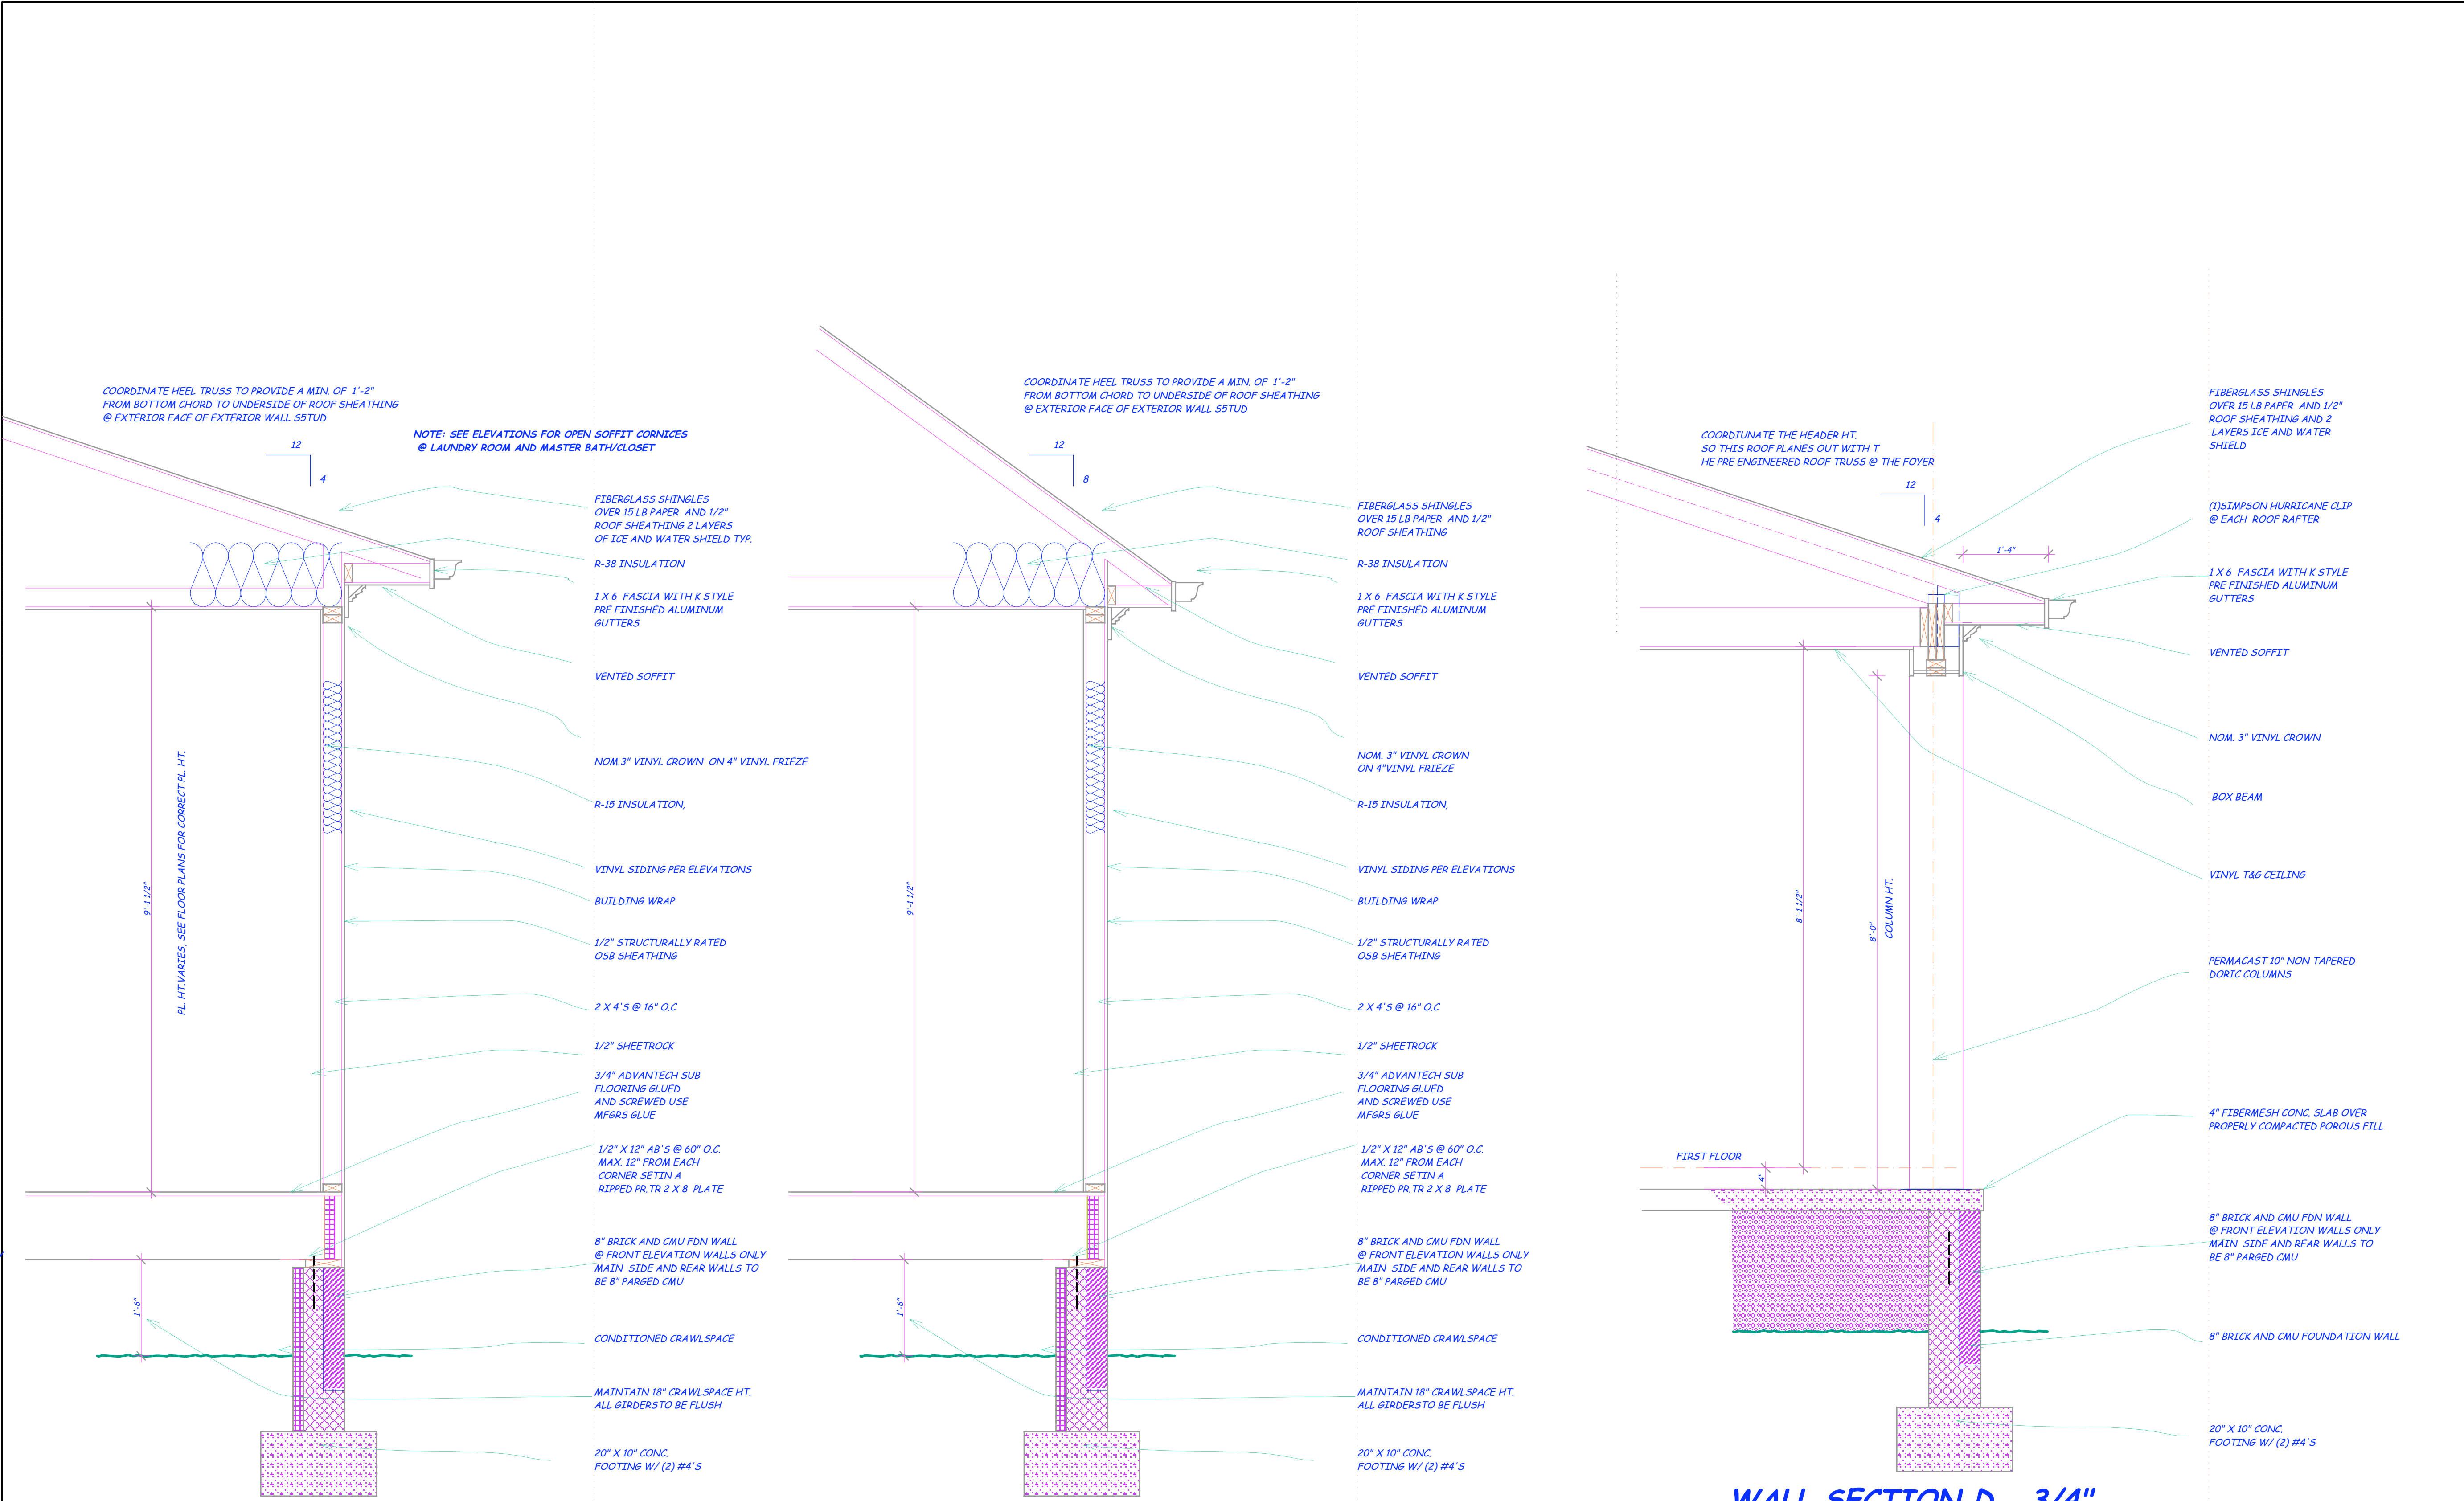 COORDINATE HEEL TRUSS TO PROVIDE A MIN. OF 1'-2"
FROM BOTTOM CHORD TO UNDERSIDE OF ROOF SHEATHING
@ EXTERIOR FACE OF EXTERIOR WALL S5TUD
NOTE: SEE ELEVATIONS FOR OPEN SOFFIT CORNICES
@ LAUNDRY ROOM AND MASTER BATH/CLOSET
12
4
FIBERGLASS SHINGLES
OVER 15 LB PAPER AND 1/2"
ROOF SHEATHING 2 LAYERS
OF ICE AND WATER SHIELD TYP.
R-38 INSULATION
1 X 6 FASCIA WITH K STYLE
PRE FINISHED ALUMINUM
GUTTERS
VENTED SOFFIT
NOM.3" VINYL CROWN ON 4" VINYL FRIEZE
R-15 INSULATION,
VINYL SIDING PER ELEVATIONS
BUILDING WRAP
1/2" STRUCTURALLY RATED
OSB SHEATHING
2 X 4'S @ 16" O.C
1/2" SHEETROCK
3/4" ADVANTECH SUB
FLOORING GLUED
AND SCREWED USE
MFGRS GLUE
1/2" X 12" AB'S @ 60" O.C.
MAX. 12" FROM EACH
CORNER SETIN A
RIPPED PR.TR 2 X 8 PLATE
8" BRICK AND CMU FDN WALL
@ FRONT ELEVATION WALLS ONLY
MAIN SIDE AND REAR WALLS TO
BE 8" PARGED CMU
CONDITIONED CRAWLSPACE
MAINTAIN 18" CRAWLSPACE HT.
ALL GIRDERSTO BE FLUSH
20" X 10" CONC.
FOOTING W/ (2) #4'S
9'-1 1/2"
PL. HT.VARIES, SEE FLOOR PLANS FOR CORRECT PL. HT.
1'-6"
COORDINATE HEEL TRUSS TO PROVIDE A MIN. OF 1'-2"
FROM BOTTOM CHORD TO UNDERSIDE OF ROOF SHEATHING
@ EXTERIOR FACE OF EXTERIOR WALL S5TUD
12
8
FIBERGLASS SHINGLES
OVER 15 LB PAPER AND 1/2"
ROOF SHEATHING
R-38 INSULATION
1 X 6 FASCIA WITH K STYLE
PRE FINISHED ALUMINUM
GUTTERS
VENTED SOFFIT
NOM. 3" VINYL CROWN
ON 4"VINYL FRIEZE
R-15 INSULATION,
VINYL SIDING PER ELEVATIONS
BUILDING WRAP
1/2" STRUCTURALLY RATED
OSB SHEATHING
2 X 4'S @ 16" O.C
1/2" SHEETROCK
3/4" ADVANTECH SUB
FLOORING GLUED
AND SCREWED USE
MFGRS GLUE
1/2" X 12" AB'S @ 60" O.C.
MAX. 12" FROM EACH
CORNER SETIN A
RIPPED PR.TR 2 X 8 PLATE
8" BRICK AND CMU FDN WALL
@ FRONT ELEVATION WALLS ONLY
MAIN SIDE AND REAR WALLS TO
BE 8" PARGED CMU
CONDITIONED CRAWLSPACE
MAINTAIN 18" CRAWLSPACE HT.
ALL GIRDERSTO BE FLUSH
20" X 10" CONC.
FOOTING W/ (2) #4'S
9'-1 1/2"
1'-6"
COORDIUNATE THE HEADER HT.
SO THIS ROOF PLANES OUT WITH T
HE PRE ENGINEERED ROOF TRUSS @ THE FOYER
12
4
1'-4"
FIBERGLASS SHINGLES
OVER 15 LB PAPER AND 1/2"
ROOF SHEATHING AND 2
LAYERS ICE AND WATER
SHIELD
(1)SIMPSON HURRICANE CLIP
@ EACH ROOF RAFTER
1 X 6 FASCIA WITH K STYLE
PRE FINISHED ALUMINUM
GUTTERS
VENTED SOFFIT
NOM. 3" VINYL CROWN
BOX BEAM
VINYL T&G CEILING
PERMACAST 10" NON TAPERED
DORIC COLUMNS
4" FIBERMESH CONC. SLAB OVER
PROPERLY COMPACTED POROUS FILL
8" BRICK AND CMU FDN WALL
@ FRONT ELEVATION WALLS ONLY
MAIN SIDE AND REAR WALLS TO
BE 8" PARGED CMU
8" BRICK AND CMU FOUNDATION WALL
20" X 10" CONC.
FOOTING W/ (2) #4'S
8'-1 1/2"
8'-0"
COLUMN HT.
FIRST FLOOR
4"
WALL SECTION D 3/4"